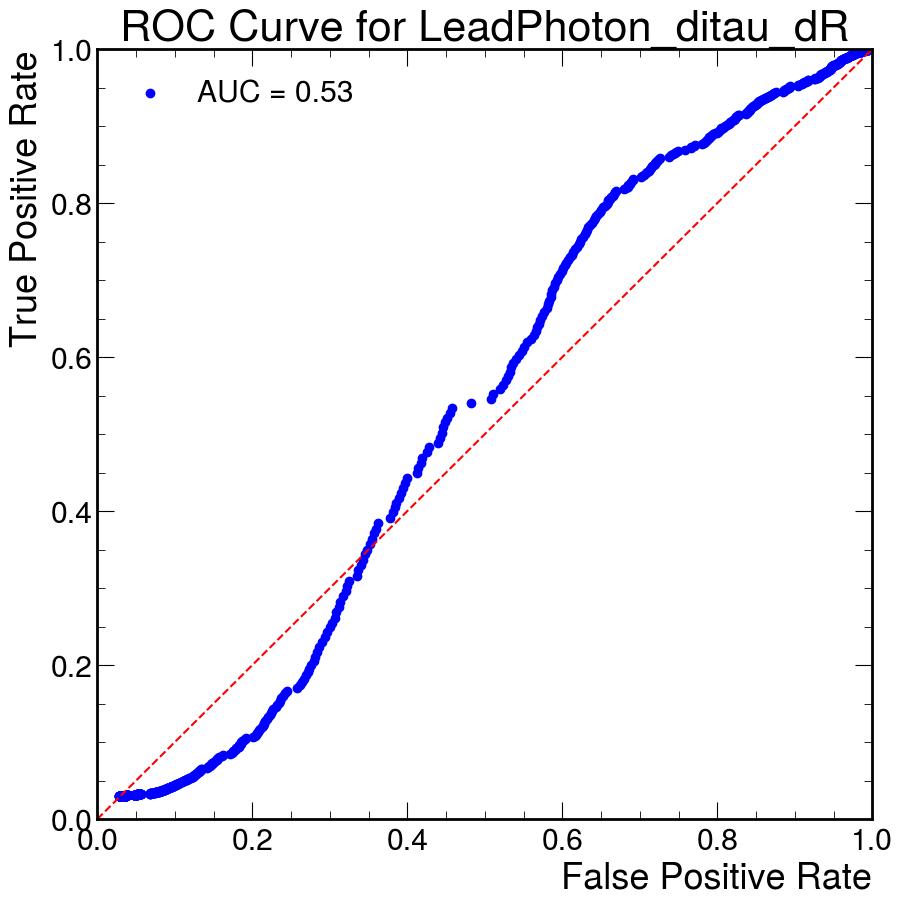 ROC Curve for LeadPhoton_ditau_dR
AUC = 0.53
True Positive Rate
1.0
0.8
0.6
0.4
0.2
0.0
0.0 0.2 0.4 0.6 0.8 1.0
False Positive Rate